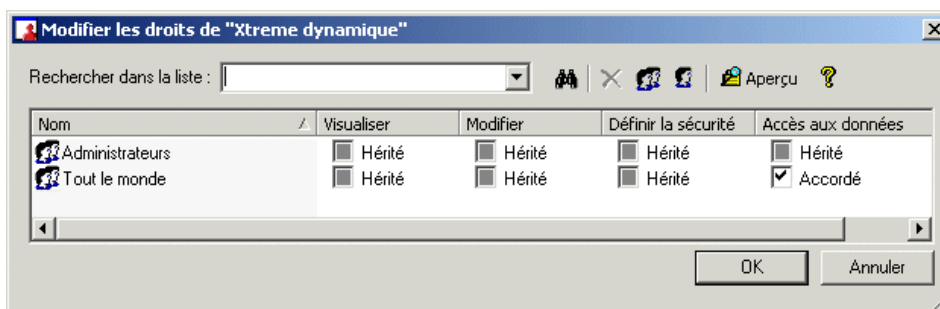 Modifier les droits de "Xtreme dynamique"
Rechercher dans la liste : Aperçu
Nom Visualiser Modifier Définir la sécurité Accès aux données
Administrateurs Hérité Hérité Hérité Hérité
Tout le monde Hérité Hérité Hérité Accordé
OK Annuler